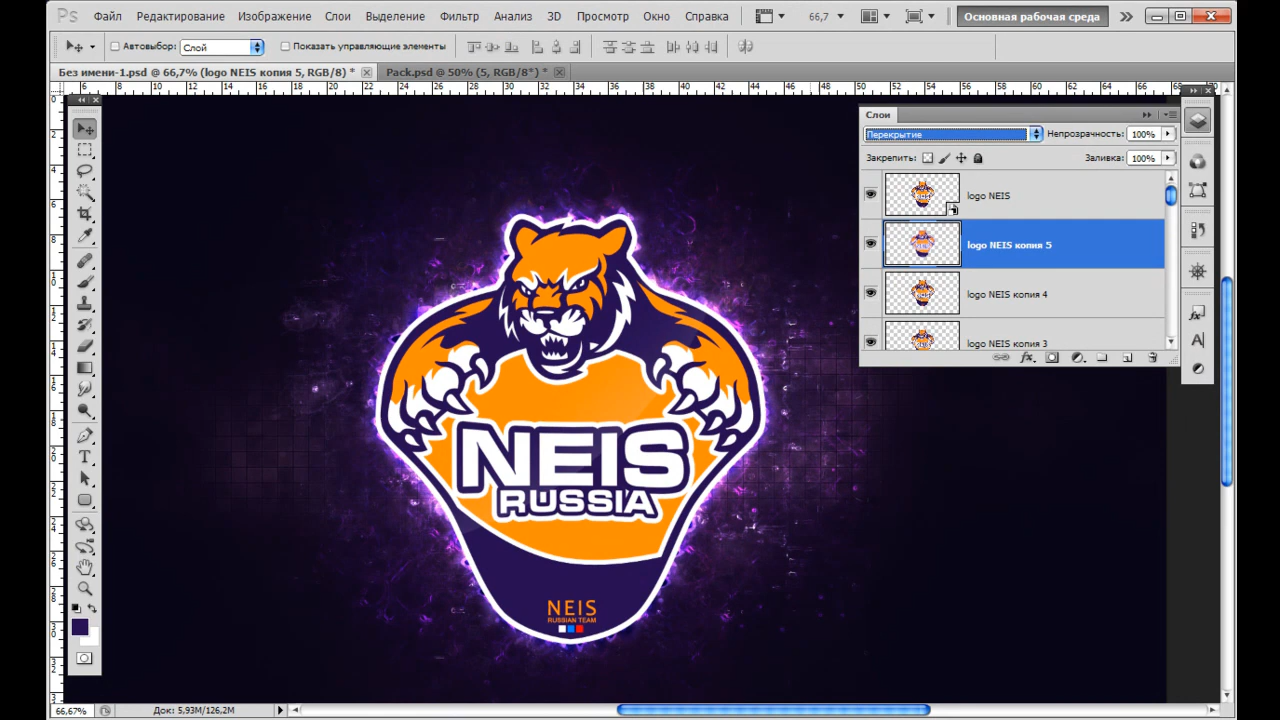 Ps Файл Редактирование Изображение Слои Выделение Фильтр Анализ 3D Просмотр Окно Справка 66,7 Основная рабочая среда
Автовыбор: Слой Показать управляющие элементы
Без имени-1.psd @ 66,7% (logo NEIS копия 5, RGB/8) * Pack.psd @ 50% (5, RGB/8*) *
Слои
Перекрытие Непрозрачность: 100%
Закрепить: Заливка: 100%
logo NEIS
logo NEIS копия 5
logo NEIS копия 4
logo NEIS копия 3
NEIS
RUSSIA
NEIS
RUSSIAN TEAM
66,67% Док: 5,93M/126,2M